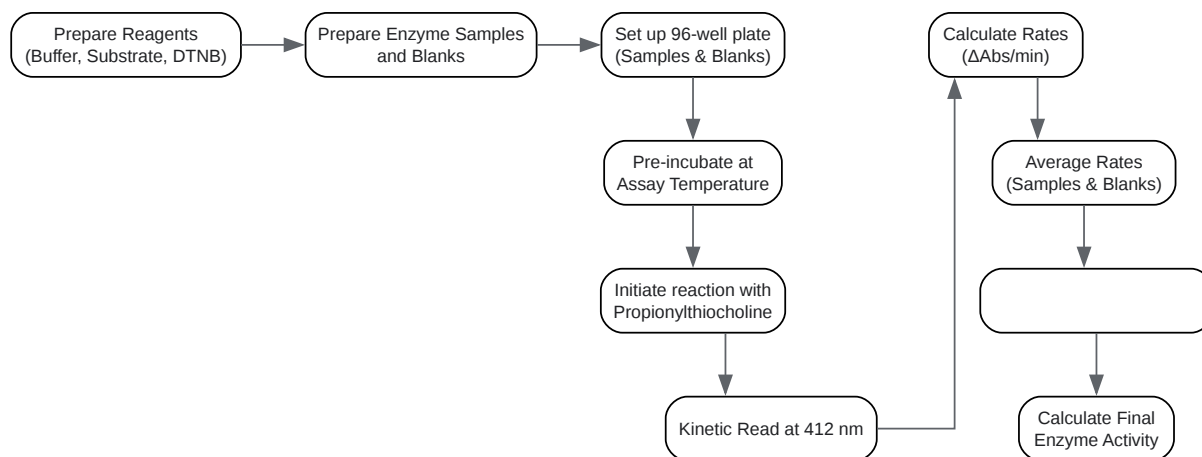 Prepare Reagents
(Buffer, Substrate, DTNB)
Prepare Enzyme Samples
and Blanks
Set up 96-well plate
(Samples & Blanks)
Pre-incubate at
Assay Temperature
Initiate reaction with
Propionylthiocholine
Kinetic Read at 412 nm
Calculate Rates
(ΔAbs/min)
Average Rates
(Samples & Blanks)
Calculate Final
Enzyme Activity